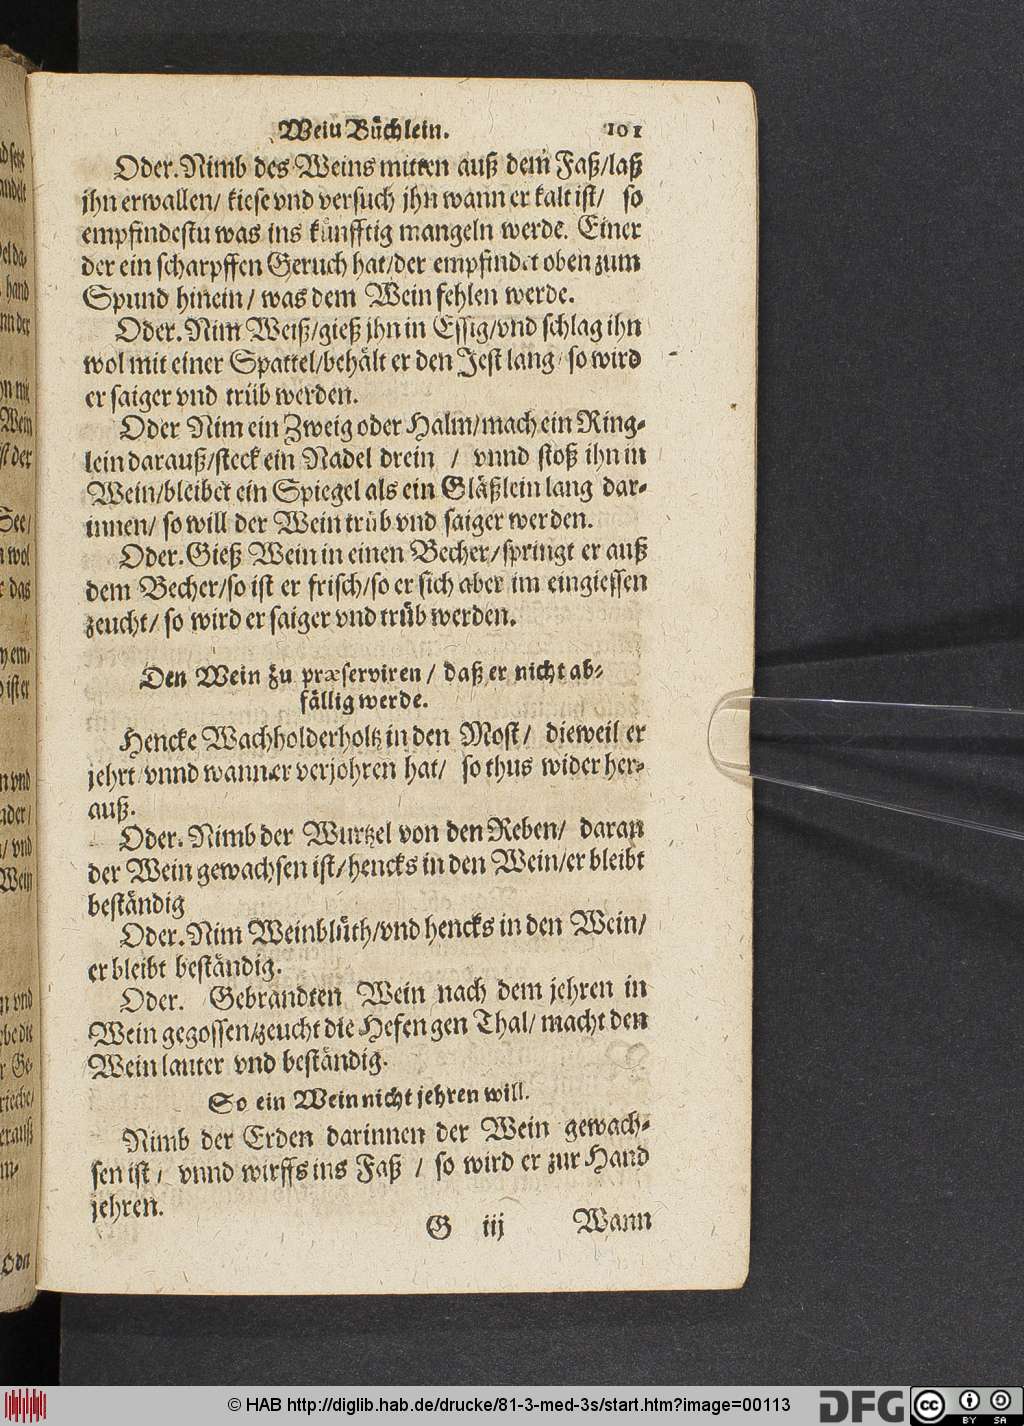 Wein Bůchlein. 101
Oder. Nimb des Weins mitten auß dem Faß/laß
jhn erwallen/ kiese vnd versuch jhn wann er kalt ist/ so
empfindestu was ins kůnfftig mangeln werde. Einer
der ein scharpffen Geruch hat/der empfindet oben zum
Spund hinein/ was dem Wein fehlen werde.
Oder. Nim Weiß/gieß jhn in Essig/vnd schlag ihn
wol mit einer Spattel/behält er den Jest lang/ so wird
er saiger vnd trüb werden.
Oder Nim ein Zweig oder Halm/mach ein Ring-
lein darauß/steck ein Nadel drein / vnnd stoß ihn in
Wein/bleibet ein Spiegel als ein Gläßlein lang dar-
innen/ so will der Wein trüb vnd saiger werden.
Oder. Gieß Wein in einen Becher/springt er auß
dem Becher/so ist er frisch/so er sich aber im eingiessen
zeucht/ so wird er saiger vnd trüb werden.
Den Wein zu præserviren / daß er nicht ab-
fällig werde.
Hencke Wachholderholtz in den Most/ dieweil er
jehrt/vnnd wann er verjohren hat/ so thus wider her-
auß.
Oder. Nimb der Wurtzel von den Reben/ daran
der Wein gewachsen ist/hencks in den Wein/er bleibt
beständig
Oder. Nim Weinblůth/vnd hencks in den Wein/
er bleibt beständig.
Oder. Gebrandten Wein nach dem jehren in
Wein gegossen/zeucht die Hefen gen Thal/ macht den
Wein lauter vnd beständig.
So ein Wein nicht jehren will.
Nimb der Erden darinnen der Wein gewach-
sen ist/ vnnd wirffs ins Faß / so wird er zur Hand
jehren.
G iij Wann
© HAB http://diglib.hab.de/drucke/81-3-med-3s/start.htm?image=00113
DFG
cc BY SA